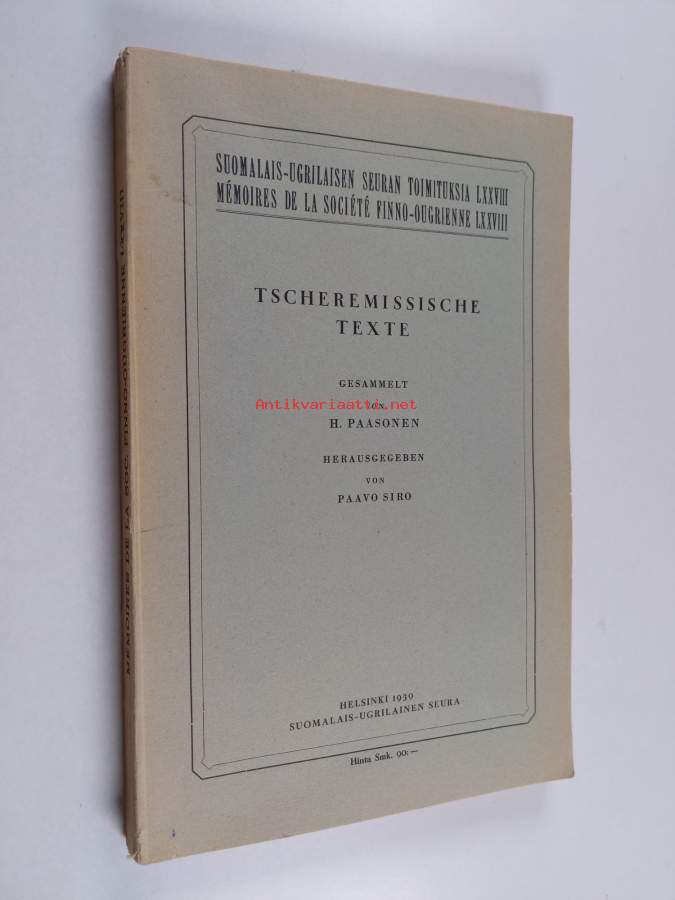 SUOMALAIS-UGRILAISEN SEURAN TOIMITUKSIA LXXVIII
MÉMOIRES DE LA SOCIÉTÉ FINNO-OUGRIENNE LXXVIII
TSCHEREMISSISCHE
TEXTE
GESAMMELT
VON
Antikvariaatti.net
H. PAASONEN
HERAUSGEGEBEN
VON
PAAVO SIRO
HELSINKI 1939
SUOMALAIS-UGRILAINEN SEURA
Hinta Smk. 90:—
MÉMOIRES DE LA SOC. FINNO-OUGRIENNE LXXVIII